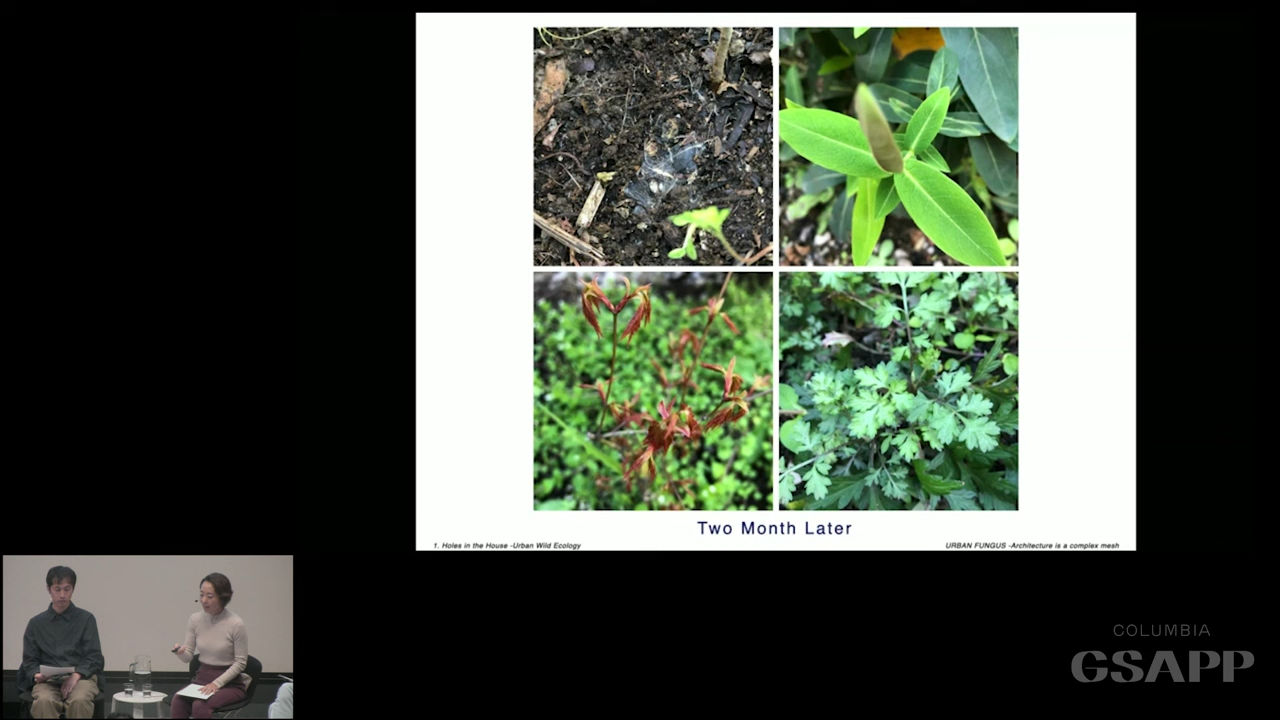 Two Month Later
1. Holes in the House -Urban Wild Ecology
URBAN FUNGUS -Architecture is a complex mesh
COLUMBIA
GSAPP